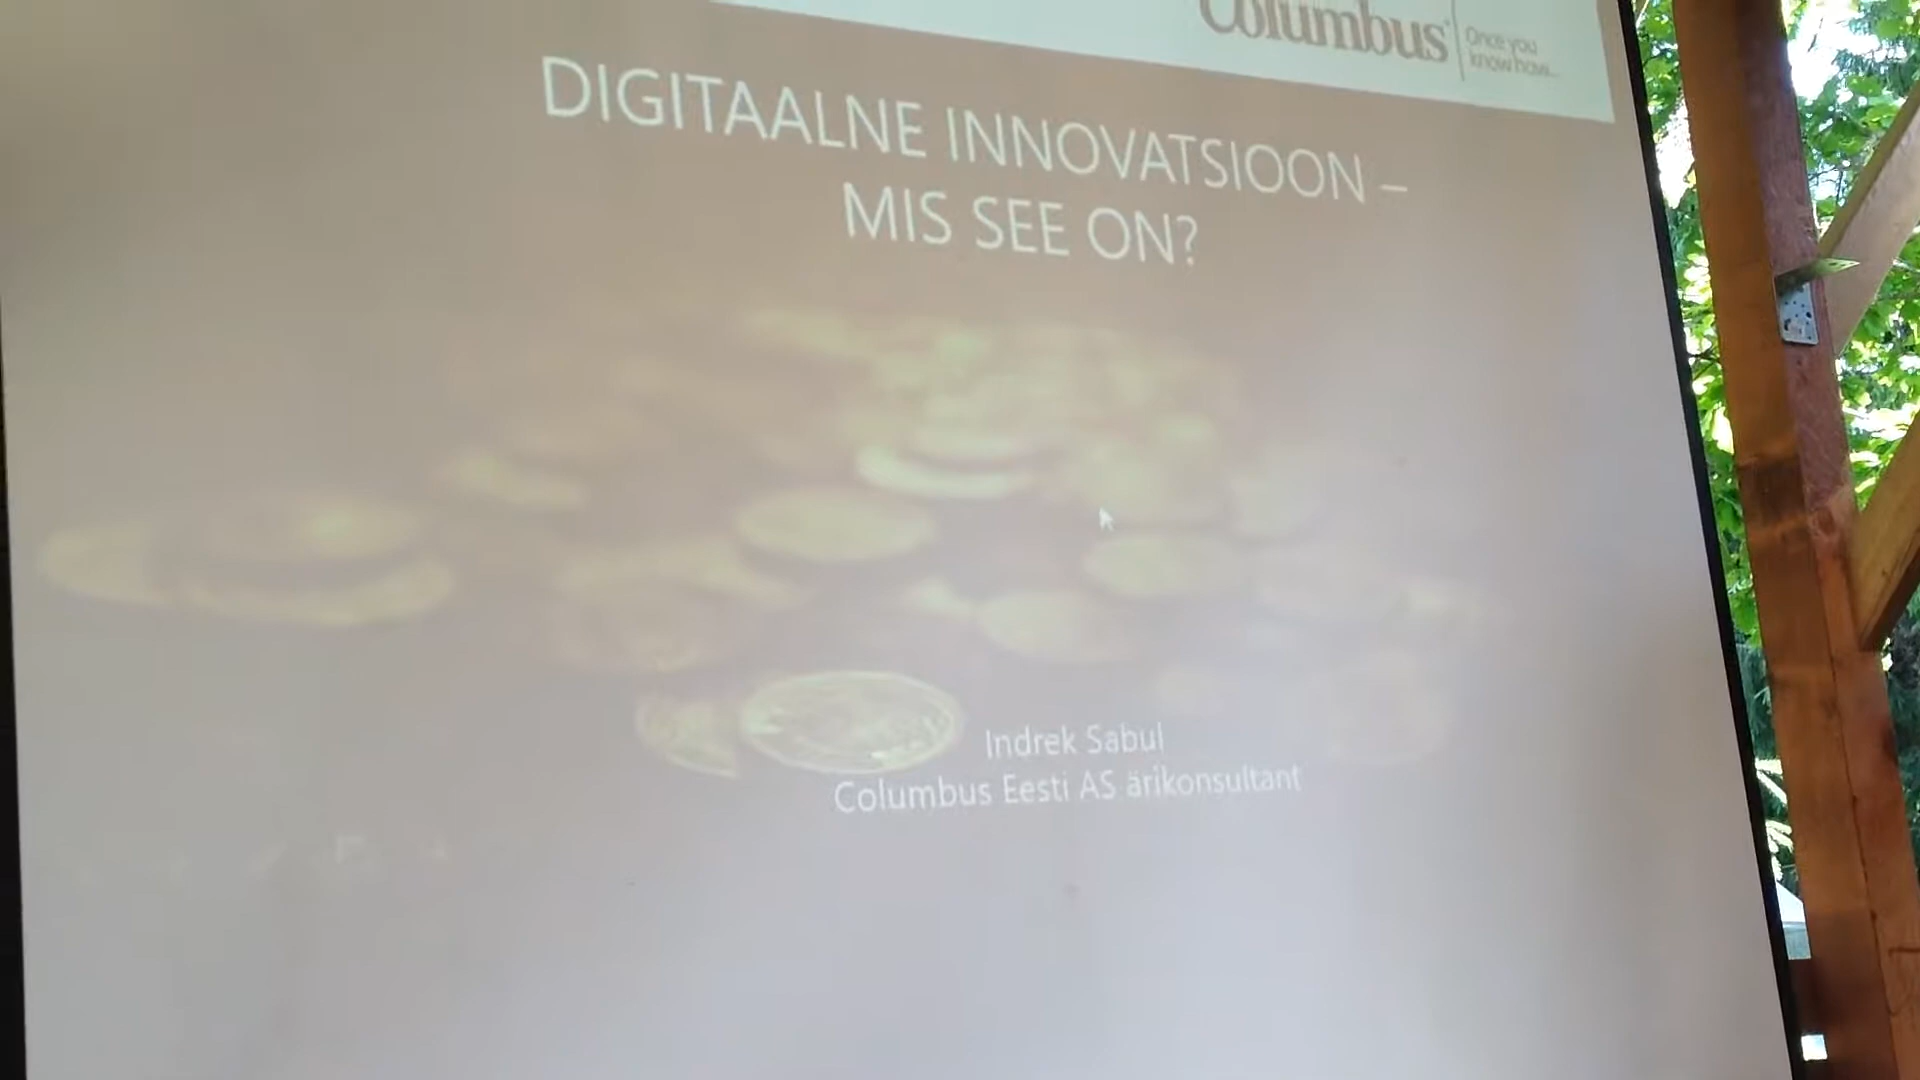 Columbus
Once you
know how...
DIGITAALNE INNOVATSIOON –
MIS SEE ON?
Indrek Sabul
Columbus Eesti AS ärikonsultant